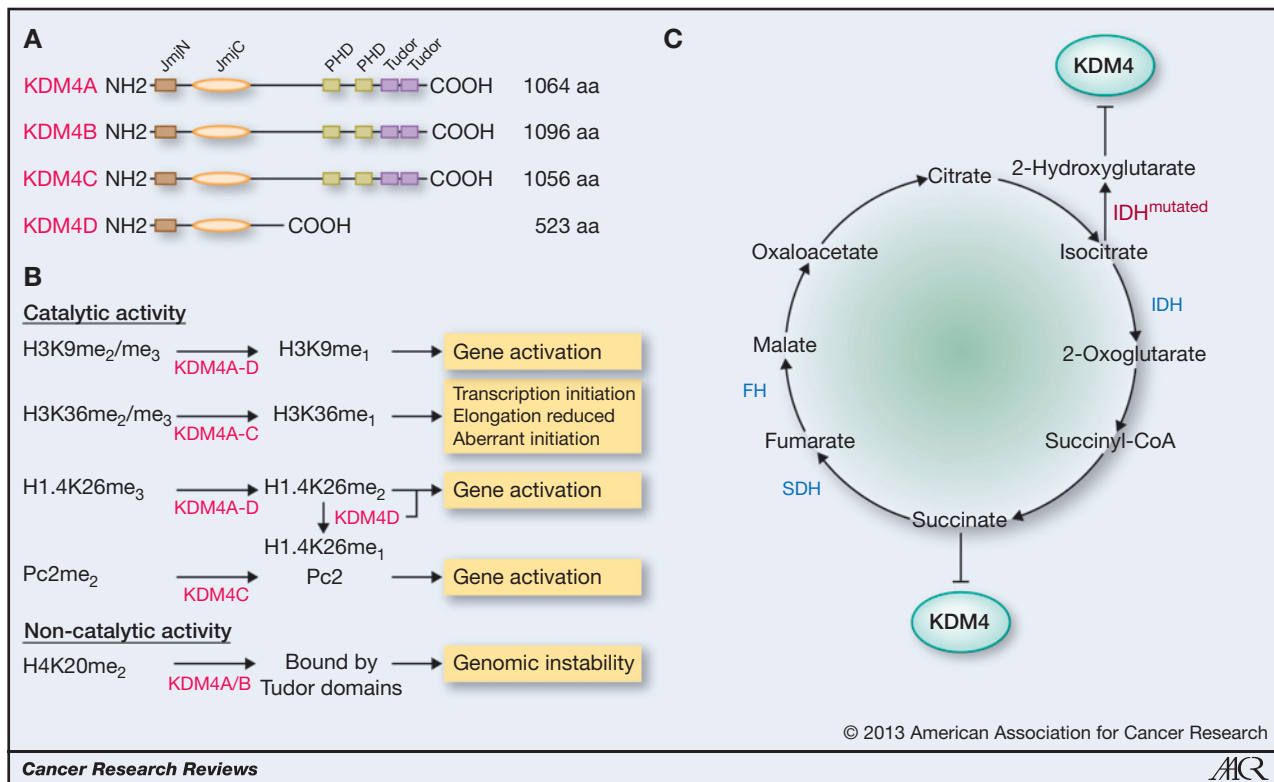 A
JmjN JmjC PHD PHD Tudor Tudor
KDM4A NH2 COOH 1064 aa
KDM4B NH2 COOH 1096 aa
KDM4C NH2 COOH 1056 aa
KDM4D NH2 COOH 523 aa
B
Catalytic activity
H3K9me2/me3 KDM4A-D H3K9me1 Gene activation
H3K36me2/me3 KDM4A-C H3K36me1
Transcription initiation
Elongation reduced
Aberrant initiation
H1.4K26me3 KDM4A-D H1.4K26me2 Gene activation
KDM4D
H1.4K26me1
Pc2me2 KDM4C Pc2 Gene activation
Non-catalytic activity
H4K20me2 KDM4A/B
Bound by
Tudor domains
Genomic instability
C
KDM4
2-Hydroxyglutarate
IDHmutated
Citrate
Isocitrate
IDH
2-Oxoglutarate
Succinyl-CoA
Succinate
SDH
Fumarate
FH
Malate
Oxaloacetate
KDM4
© 2013 American Association for Cancer Research
Cancer Research Reviews
AACR